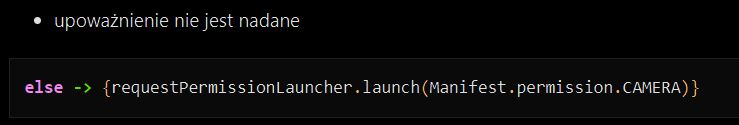 • upoważnienie nie jest nadane
else -> {requestPermissionLauncher.launch(Manifest.permission.CAMERA)}